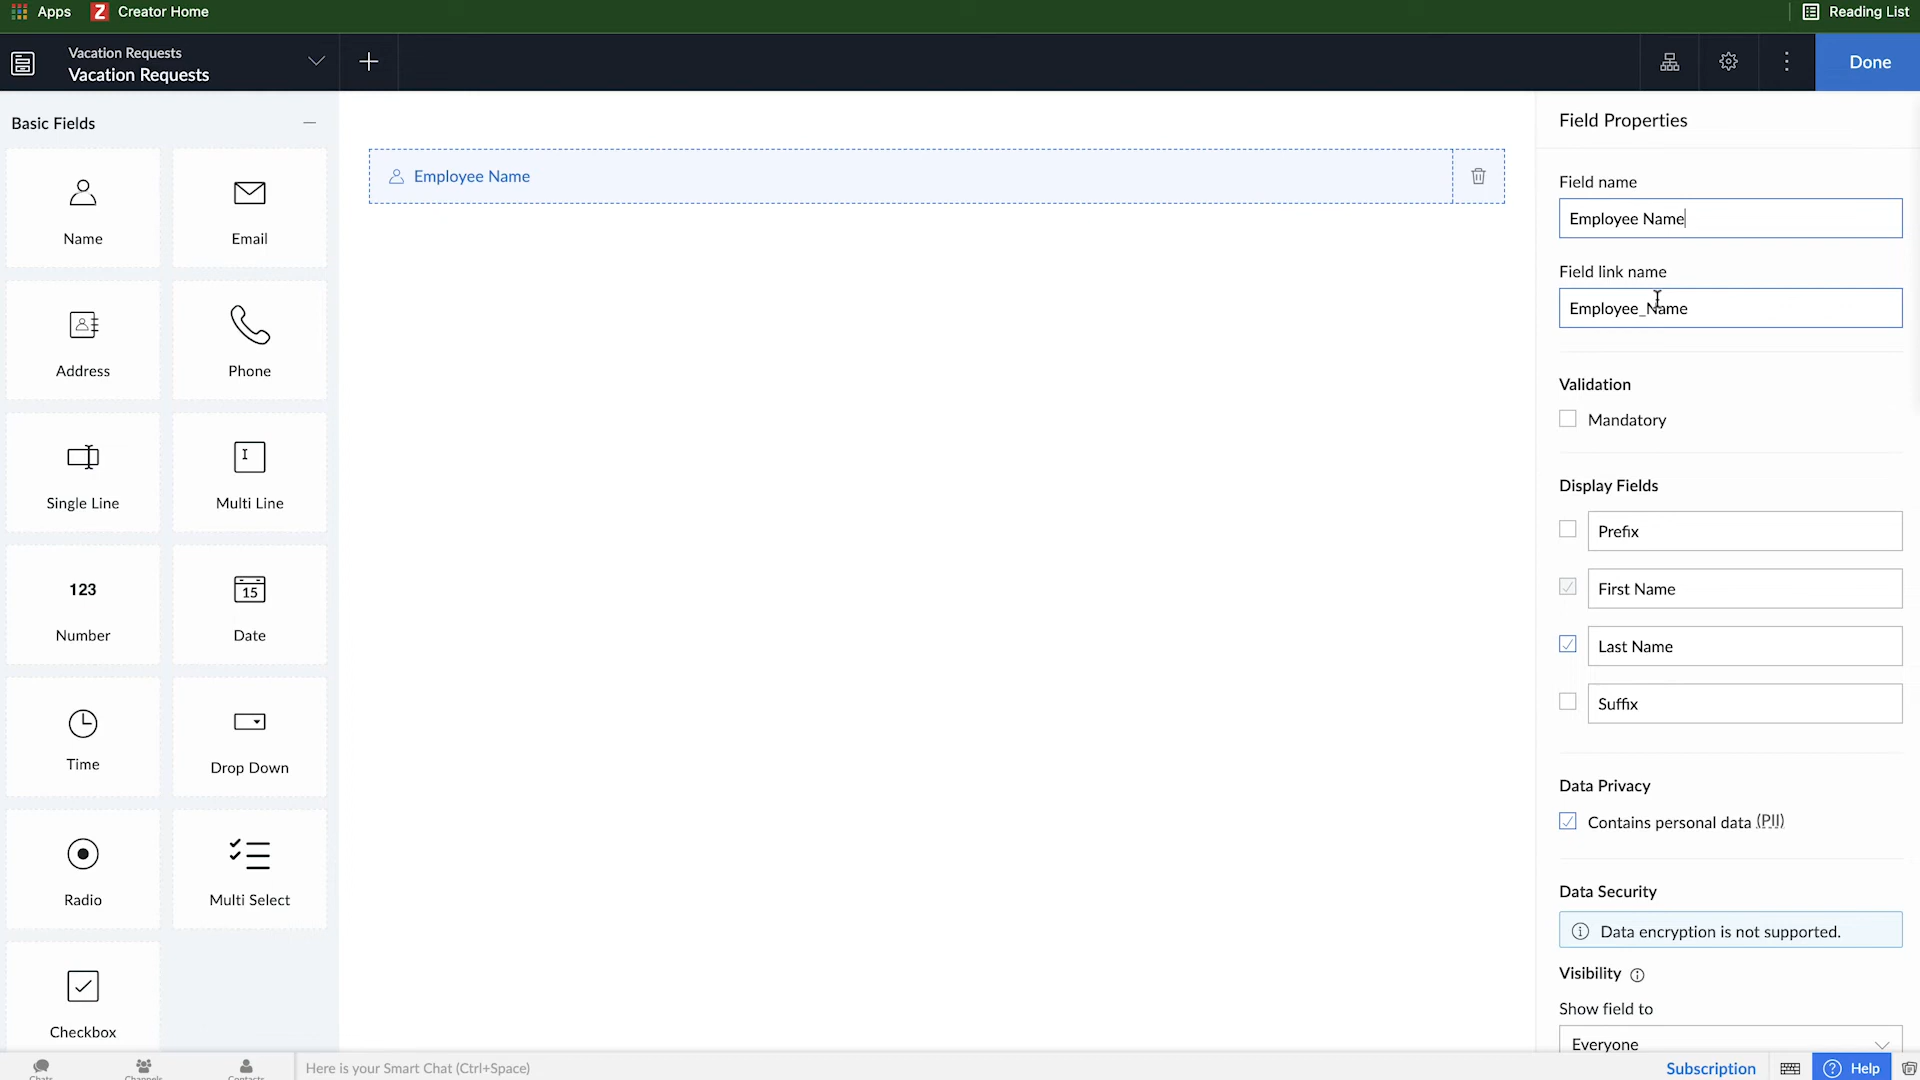 Apps
Z Creator Home
Reading List
Vacation Requests
Vacation Requests
Done
Basic Fields
Name
Email
Address
Phone
Single Line
Multi Line
123
Number
15
Date
Time
Drop Down
Radio
Multi Select
Checkbox
Employee Name
Field Properties
Field name
Employee Name
Field link name
Employee_Name
Validation
Mandatory
Display Fields
Prefix
First Name
Last Name
Suffix
Data Privacy
Contains personal data (PII)
Data Security
Data encryption is not supported.
Visibility
Show field to
Everyone
Chats
Channels
Contacts
Here is your Smart Chat (Ctrl+Space)
Subscription
Help